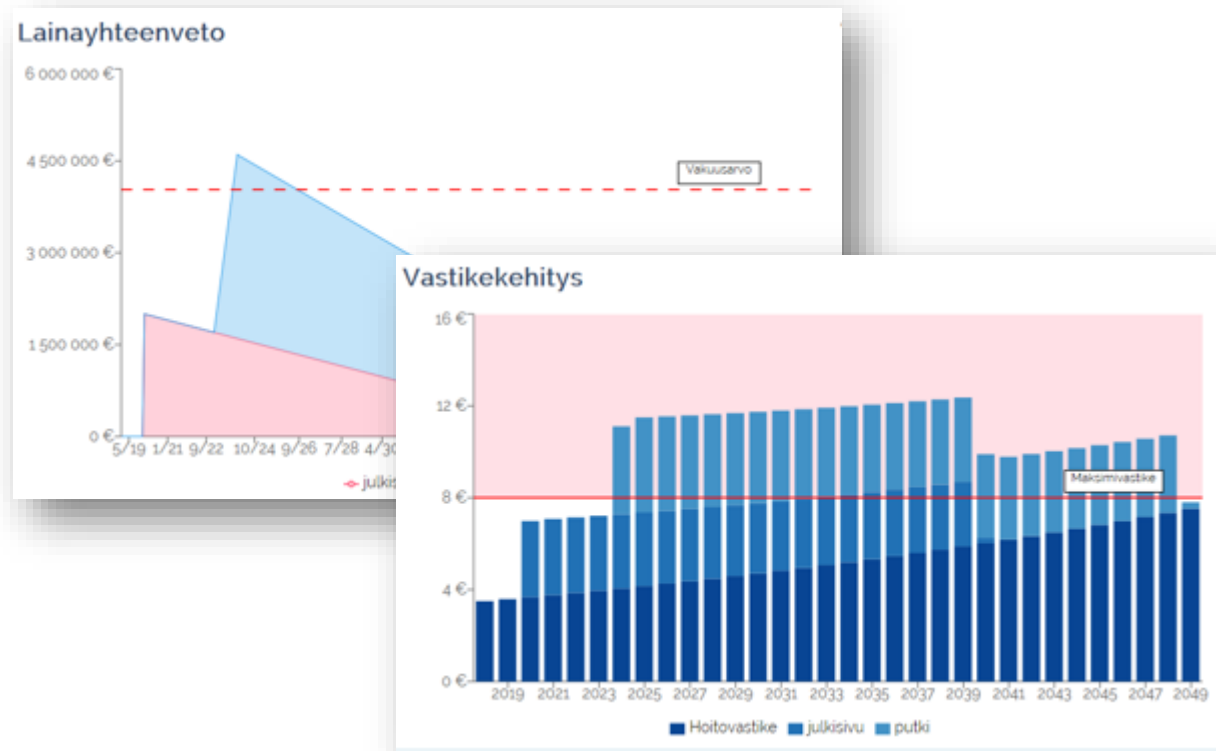 Lainayhteenveto
6 000 000 €
4 500 000 €
Vakuusarvo
3 000 000 €
1 500 000 €
0 €
5/19 1/21 9/22 10/24 9/26 7/28 4/30
Vastikekehitys
16 €
12 €
Maksimivastike
8 €
4 €
0 €
2019 2021 2023 2025 2027 2029 2031 2033 2035 2037 2039 2041 2043 2045 2047 2049
Hoitovastike julkisivu putki